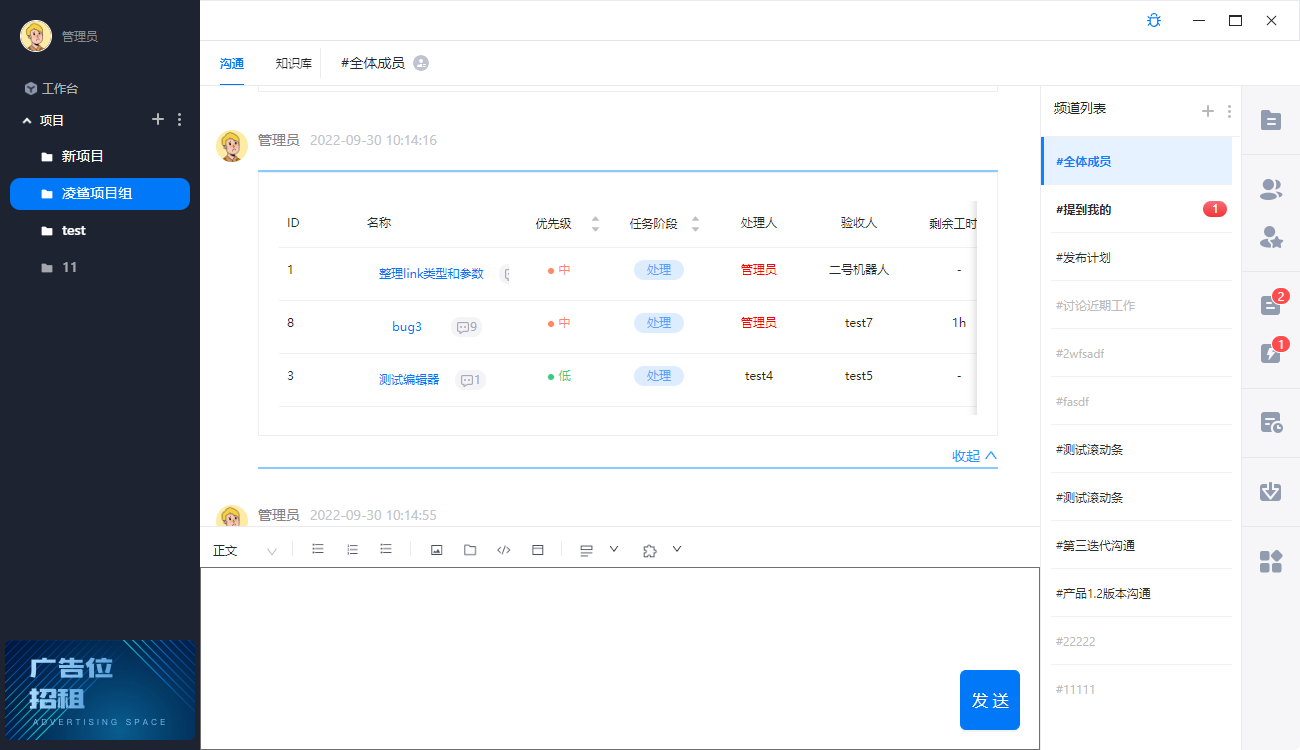 管理员
工作台
项目
新项目
凌鲨项目组
test
11
广告位
招租
ADVERTISING SPACE
沟通
知识库
#全体成员
管理员 2022-09-30 10:14:16
ID 名称 优先级 任务阶段 处理人 验收人 剩余工时
1 整理link类型和参数 中 处理 管理员 二号机器人 -
8 bug3 9 中 处理 管理员 test7 1h
3 测试编辑器 1 低 处理 test4 test5 -
收起
管理员 2022-09-30 10:14:55
正文
发 送
频道列表
#全体成员
#提到我的 1
#发布计划
#讨论近期工作
#2wfsadf
#fasdf
#测试滚动条
#测试滚动条
#第三迭代沟通
#产品1.2版本沟通
#22222
#11111
2
1